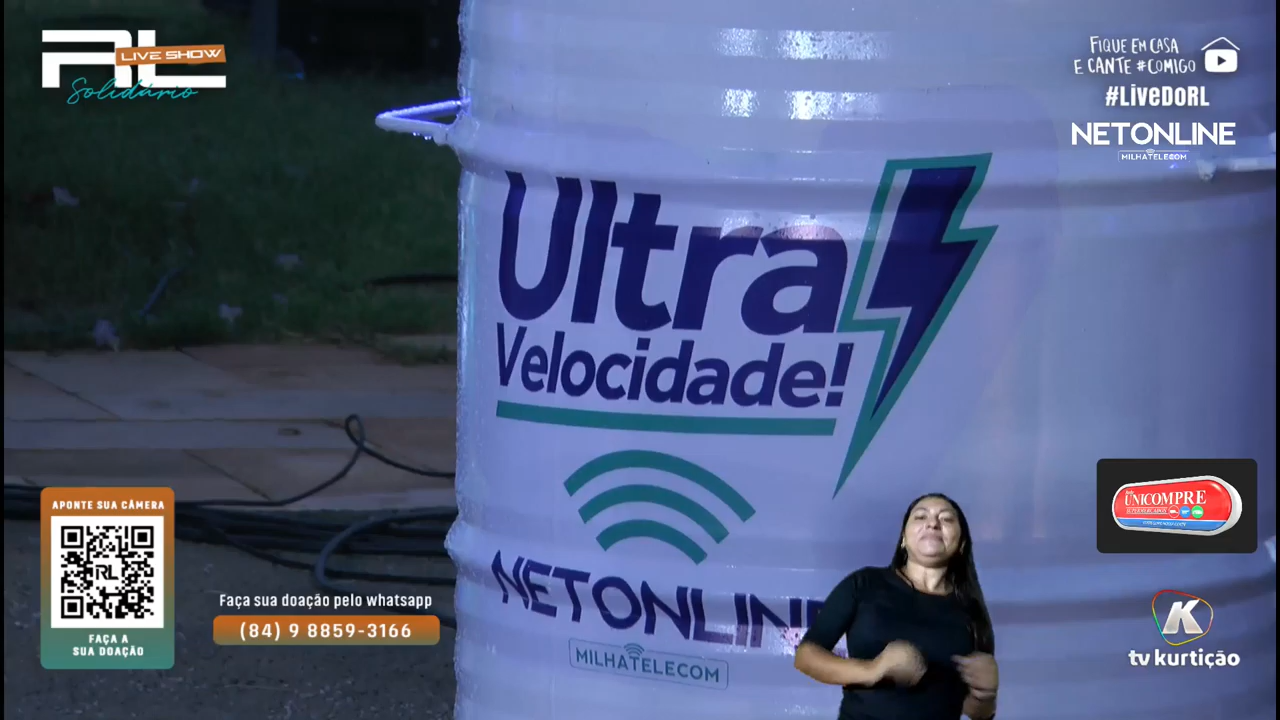 RL
LIVE SHOW
Solidário
FIQUE EM CASA
E CANTE #COMIGO
#LIVEDORL
NETONLINE
MILHATELECOM
Ultra
Velocidade!
NETONLINE
MILHATELECOM
APONTE SUA CÂMERA
RL
FAÇA A
SUA DOAÇÃO
Faça sua doação pelo whatsapp
(84) 9 8859-3166
UNICOMPRE
SUPERMERCADOS
K
tv kurtição